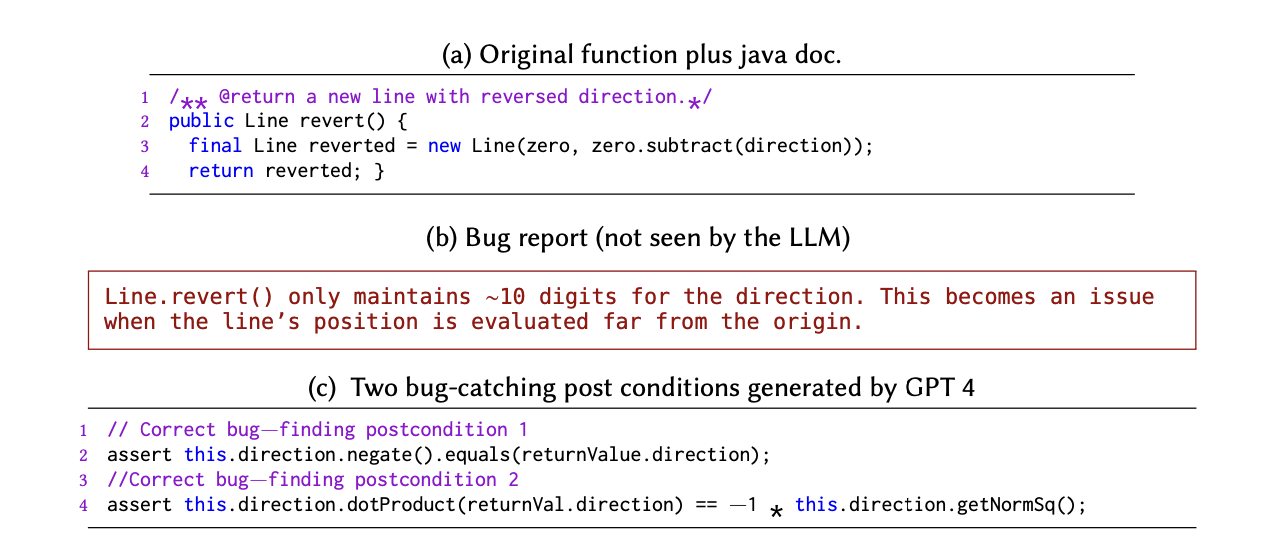 (a) Original function plus java doc.
1 /** @return a new line with reversed direction.*/
2 public Line revert() {
3 final Line reverted = new Line(zero, zero.subtract(direction));
4 return reverted; }
(b) Bug report (not seen by the LLM)
Line.revert() only maintains ~10 digits for the direction. This becomes an issue
when the line’s position is evaluated far from the origin.
(c) Two bug-catching post conditions generated by GPT 4
1 // Correct bug—finding postcondition 1
2 assert this.direction.negate().equals(returnValue.direction);
3 //Correct bug—finding postcondition 2
4 assert this.direction.dotProduct(returnVal.direction) == —1 * this.direction.getNormSq();